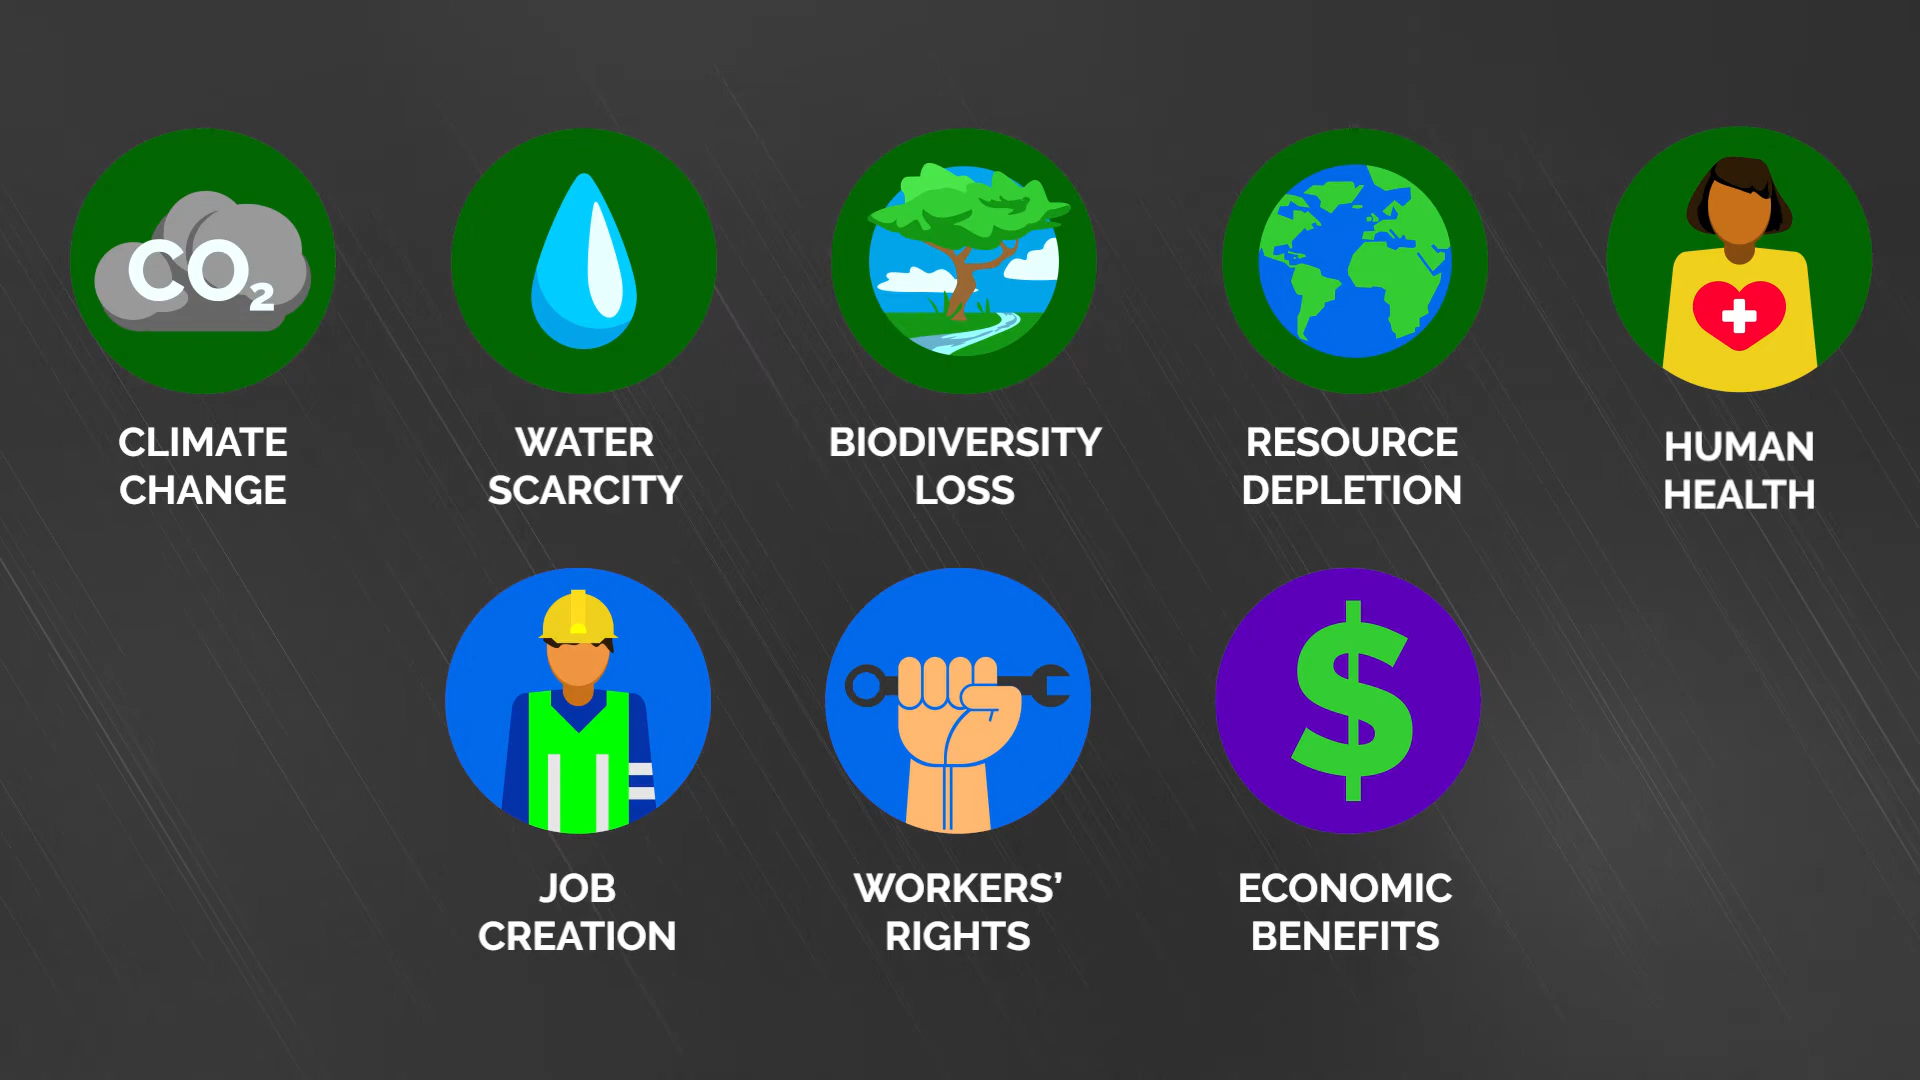 CO₂
CLIMATE
CHANGE
WATER
SCARCITY
BIODIVERSITY
LOSS
RESOURCE
DEPLETION
HUMAN
HEALTH
JOB
CREATION
WORKERS’
RIGHTS
$
ECONOMIC
BENEFITS